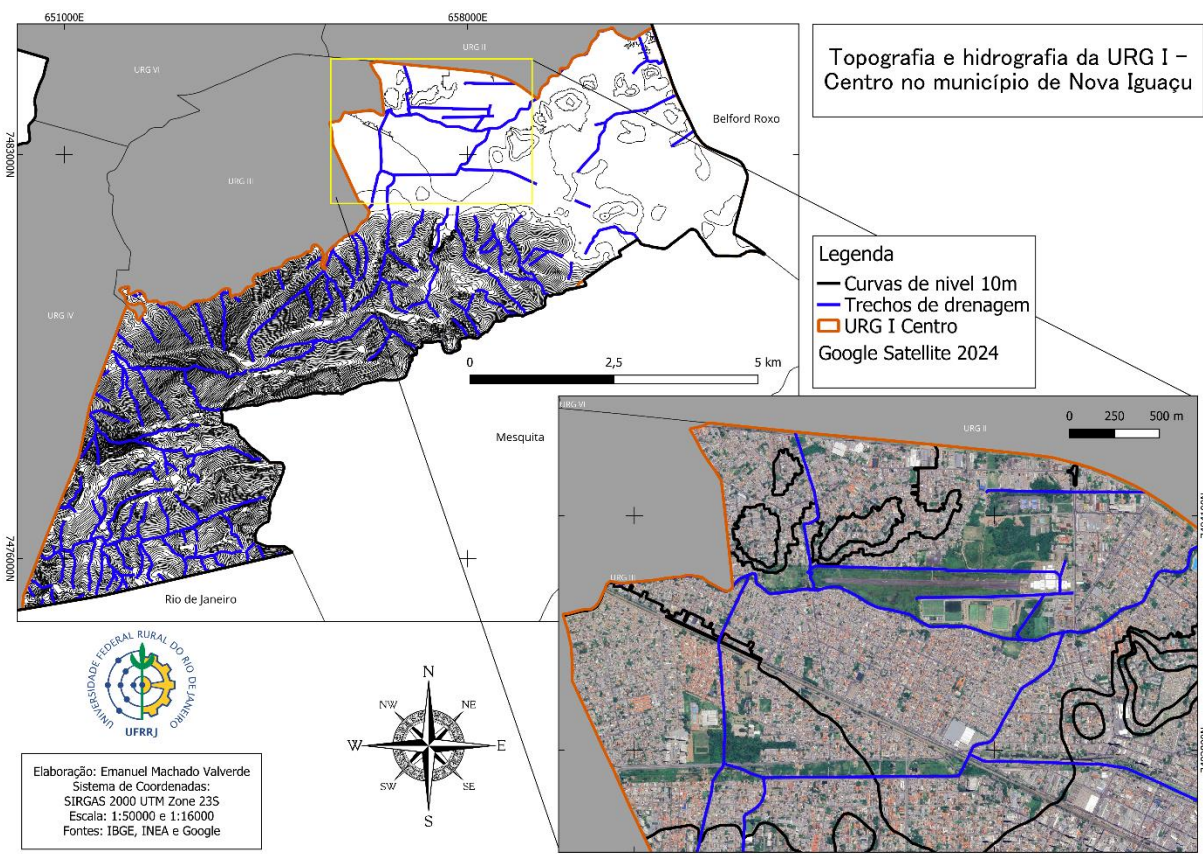 651000E
658000E
Topografia e hidrografia da URG I –
Centro no município de Nova Iguaçu
URG VI
URG II
Belford Roxo
7483000N
URG III
Legenda
Curvas de nivel 10m
Trechos de drenagem
URG I Centro
Google Satellite 2024
URG IV
0 2,5 5 km
Mesquita
URG VI
URG II
0 250 500 m
7476000N
URG III
Rio de Janeiro
UNIVERSIDADE FEDERAL RURAL DO RIO DE JANEIRO
UFRRJ
N
NW NE
W E
SW SE
S
Elaboração: Emanuel Machado Valverde
Sistema de Coordenadas:
SIRGAS 2000 UTM Zone 23S
Escala: 1:50000 e 1:16000
Fontes: IBGE, INEA e Google